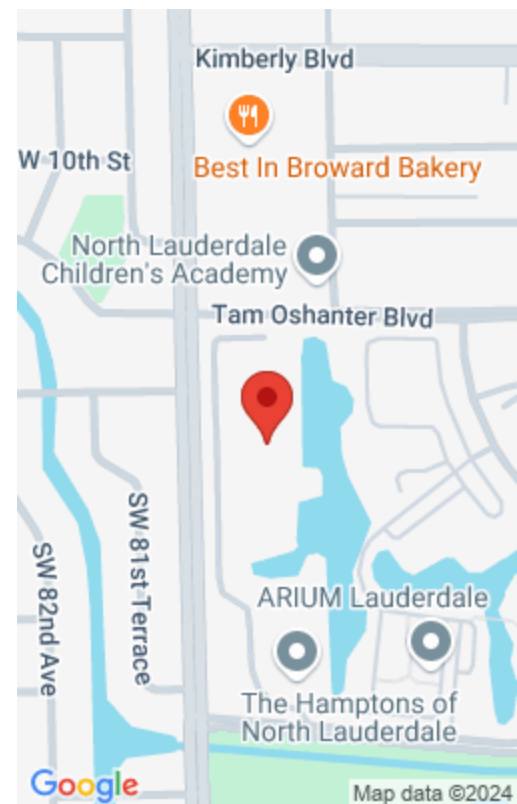 Kimberly Blvd
Best In Broward Bakery
W 10th St
North Lauderdale
Children's Academy
Tam Oshanter Blvd
SW 81st Terrace
SW 82nd Ave
ARIUM Lauderdale
The Hamptons of
North Lauderdale
Google
Map data ©2024